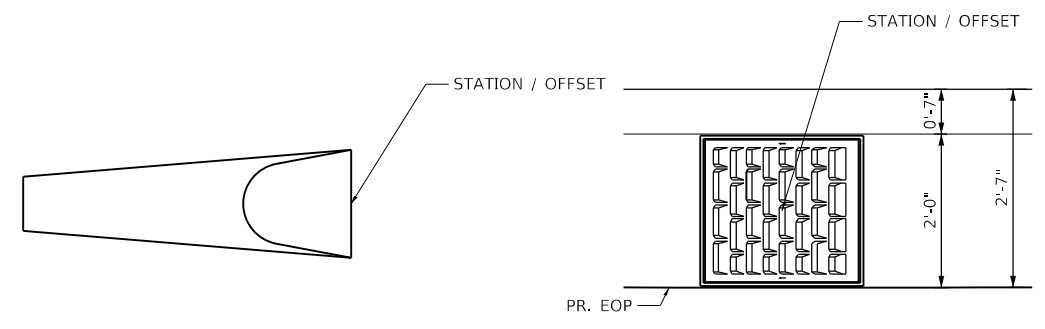 STATION / OFFSET
STATION / OFFSET
0'-7"
2'-0"
2'-7"
PR. EOP